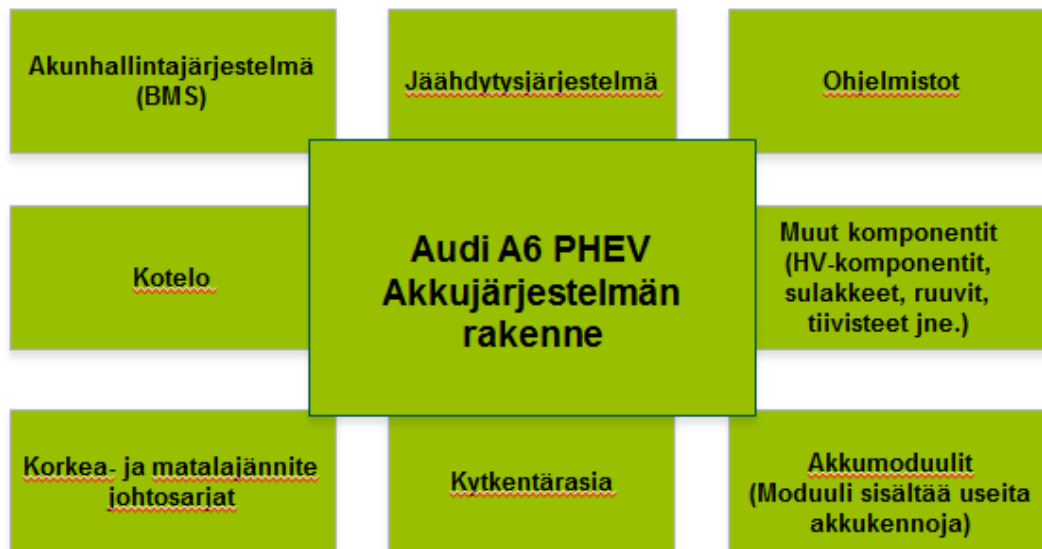 Akunhallintajärjestelmä
(BMS)
Jäähdytysjärjestelmä
Ohjelmistot
Kotelo
Audi A6 PHEV
Akkujärjestelmän
rakenne
Muut komponentit
(HV-komponentit,
sulakkeet, ruuvit,
tiivisteet jne.)
Korkea- ja matalajännite
johtosarjat
Kytkentärasia
Akkumoduulit
(Moduuli sisältää useita
akkukennoja)